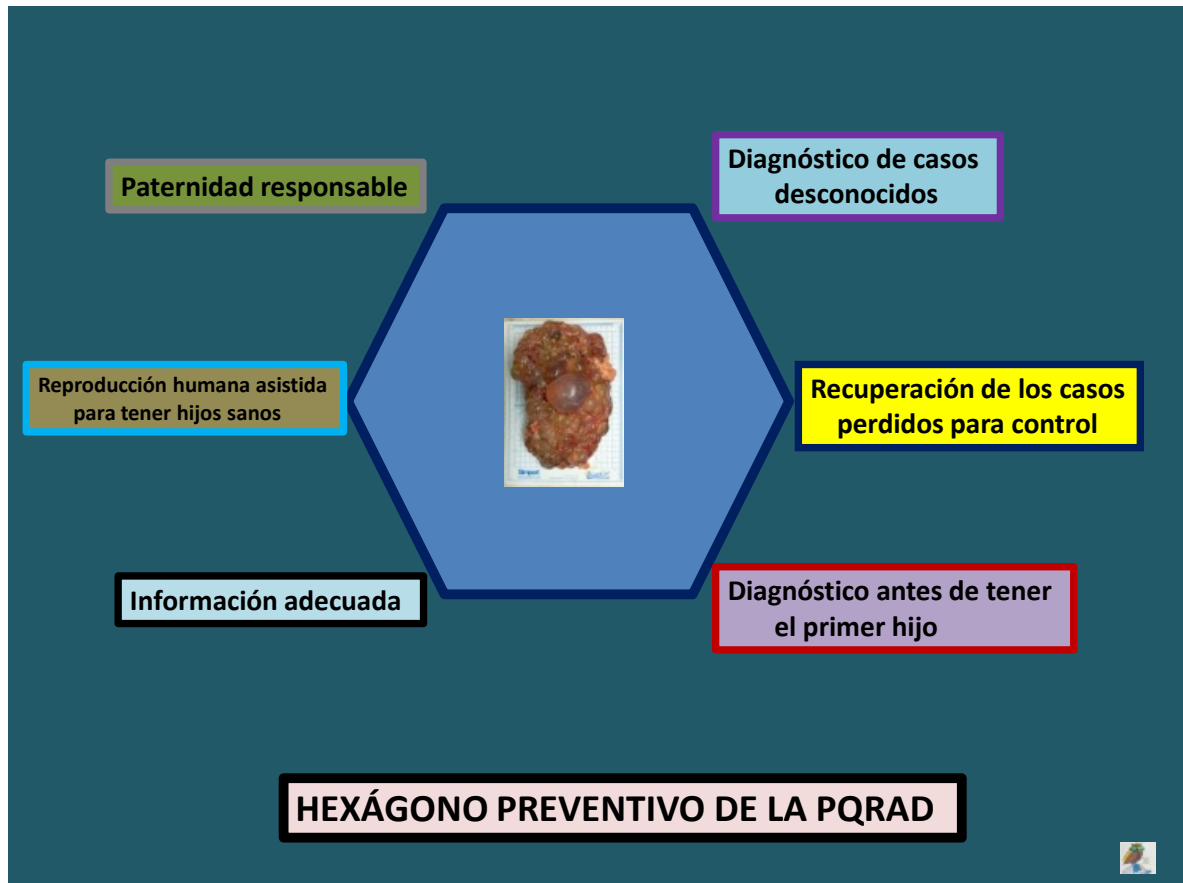 Paternidad responsable
Diagnóstico de casos
desconocidos
Reproducción humana asistida
para tener hijos sanos
Recuperación de los casos
perdidos para control
Información adecuada
Diagnóstico antes de tener
el primer hijo
HEXÁGONO PREVENTIVO DE LA PQRAD